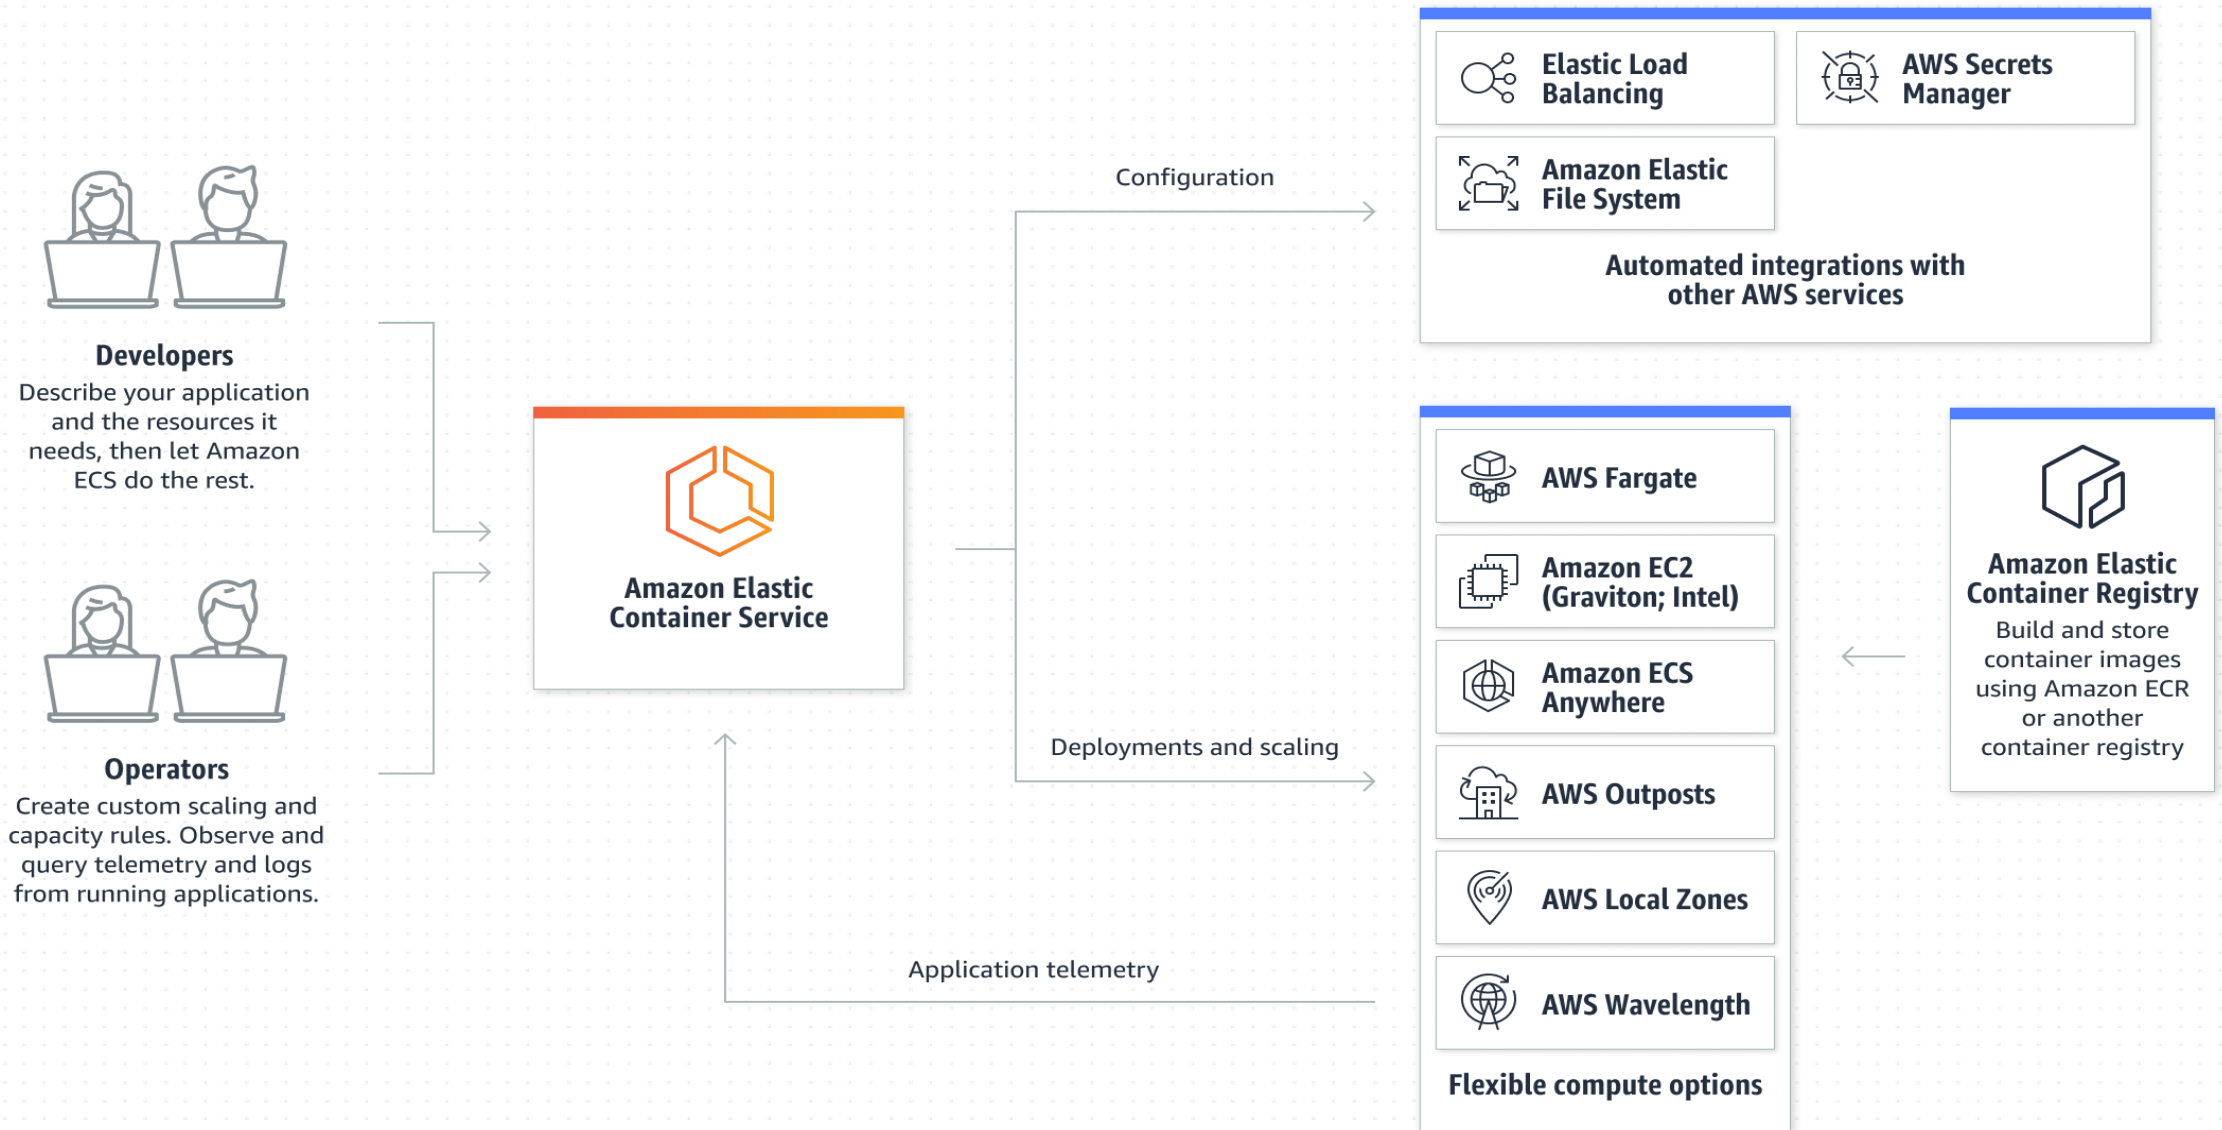 Developers
Describe your application
and the resources it
needs, then let Amazon
ECS do the rest.
Operators
Create custom scaling and
capacity rules. Observe and
query telemetry and logs
from running applications.
Amazon Elastic
Container Service
Configuration
Deployments and scaling
Application telemetry
Elastic Load
Balancing
AWS Secrets
Manager
Amazon Elastic
File System
Automated integrations with
other AWS services
AWS Fargate
Amazon EC2
(Graviton; Intel)
Amazon ECS
Anywhere
AWS Outposts
AWS Local Zones
AWS Wavelength
Flexible compute options
Amazon Elastic
Container Registry
Build and store
container images
using Amazon ECR
or another
container registry